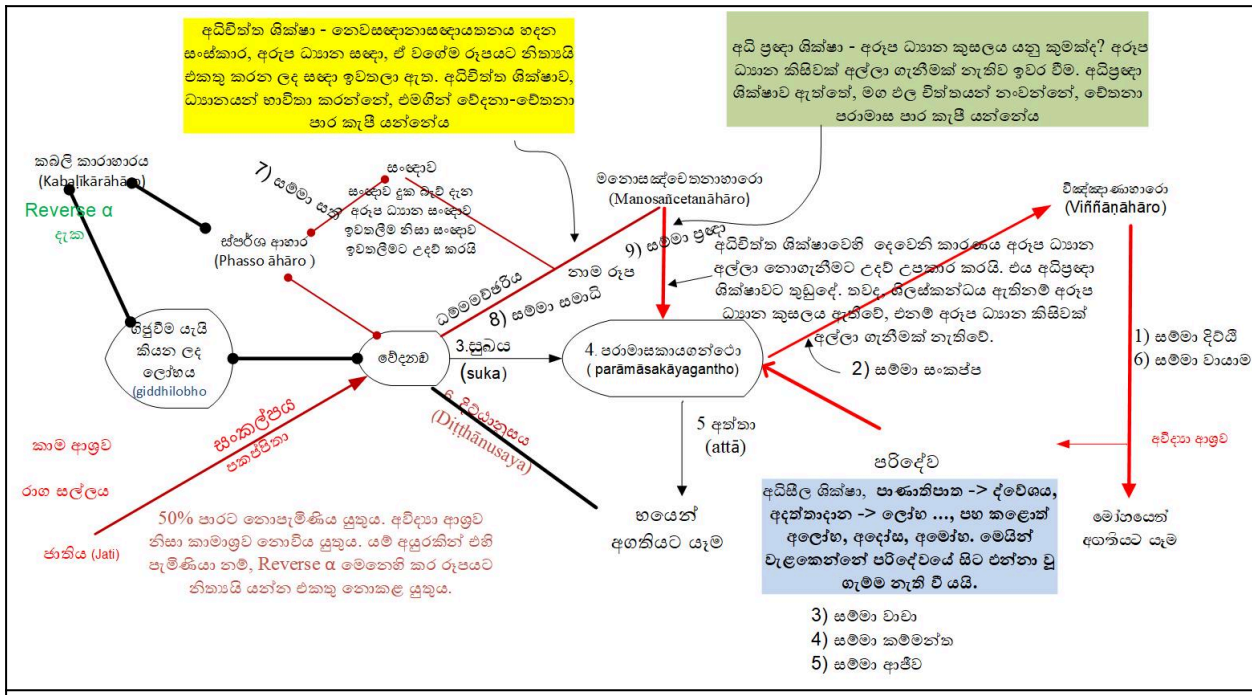 අධිචිත්ත ශික්ෂා - නෙවසඥානාසඥායතනය හදන
සංස්කාර, අරූප ධ්‍යාන සඥා, ඒ වගේම රූපයට නිත්‍යයි
එකතු කරන ලද සඥා ඉවතලා ඇත. අධිචිත්ත ශික්ෂාව,
ධ්‍යානයන් භාවිතා කරන්නේ, එමගින් වේදනා-චේතනා
පාර කැපී යන්නේය
අධි ප්‍රඥා ශික්ෂා - අරූප ධ්‍යාන කුසලය යනු කුමක්ද? අරූප
ධ්‍යාන කිසිවක් අල්ලා ගැනීමක් නැතිව ඉවර වීම. අධිප්‍රඥා
ශික්ෂාව ඇත්තේ, මග ඵල චිත්තයන් නංවන්නේ, චේතනා
පරාමාස පාර කැපී යන්නේය
කබලි කාරාහාරය
(Kabaḷīkārāhāro)
Reverse α
දැක
7) සම්මා සති
සංඥාව
සංඥාව දුක බැව් දැන
අරූප ධ්‍යාන සංඥාව
ඉවතලීම නිසා සංඥාව
ඉවතලීමට උදව් කරයි
ස්පර්ශ ආහාර
(Phasso āhāro )
මනොසඤ්චෙතනාහාරො
(Manosañcetanāhāro)
වි‍ඤ්ඤාණාහාරො
(Viññāṇāhāro)
9) සම්මා ප්‍රඥා
අධිචිත්ත ශික්ෂාවෙහි දෙවෙනි කාරණය අරූප ධ්‍යාන
අල්ලා නොගැනීමට උදව් උපකාර කරයි. එය අධිප්‍රඥා
ශික්ෂාවට තුඩුදේ. තවද, ශීලස්කන්ධය ඇතිනම් අරූප
ධ්‍යාන කුසලය ඇතිවේ, එනම් අරූප ධ්‍යාන කිසිවක්
අල්ලා ගැනීමක් නැතිවේ.
ධම්මමච්ඡරිය
නාම රූප
8) සම්මා සමාධි
ගිජුවීම යැයි
කියන ලද
ලෝභය
(giddhilobho
වේදනාඪ
3.සුඛය
(suka)
4. පරාමාසකායගන්ථො
( parāmāsakāyagantho)
2) සම්මා සංකප්ප
1) සම්මා දිට්ඨි
6) සම්මා වායාම
සංකල්පය
පකප්පිතා
6. දිට්ඨානුසය
(Diṭṭhānusaya)
5 අත්තා
(attā)
අවිද්‍යා ආශ්‍රව
කාම ආශ්‍රව
රාග සල්ලය
ජාතිය (Jati)
50% පාරට නොපැමිණිය යුතුය. අවිද්‍යා ආශ්‍රව
නිසා කාමාශ්‍රව නොවිය යුතුය. යම් අයුරකින් එහි
පැමිණියා නම්, Reverse α මෙනෙහි කර රූපයට
නිත්‍යයි යන්න එකතු නොකළ යුතුය.
භයෙන්
අගතියට යෑම
පරිදේව
අධිසීල ශික්ෂා, පාණාතිපාත -> ද්වේශය,
අදත්තාදාන -> ලෝභ ..., පහ කළොත්
අලෝභ, අදෝස, අමෝහ. මෙයින්
වැළකෙන්නේ පරිදේවයේ සිට එන්නා වූ
ගැම්ම නැති වී යයි.
මෝහයෙන්
අගතියට යෑම
3) සම්මා වාචා
4) සම්මා කම්මන්ත
5) සම්මා ආජීව